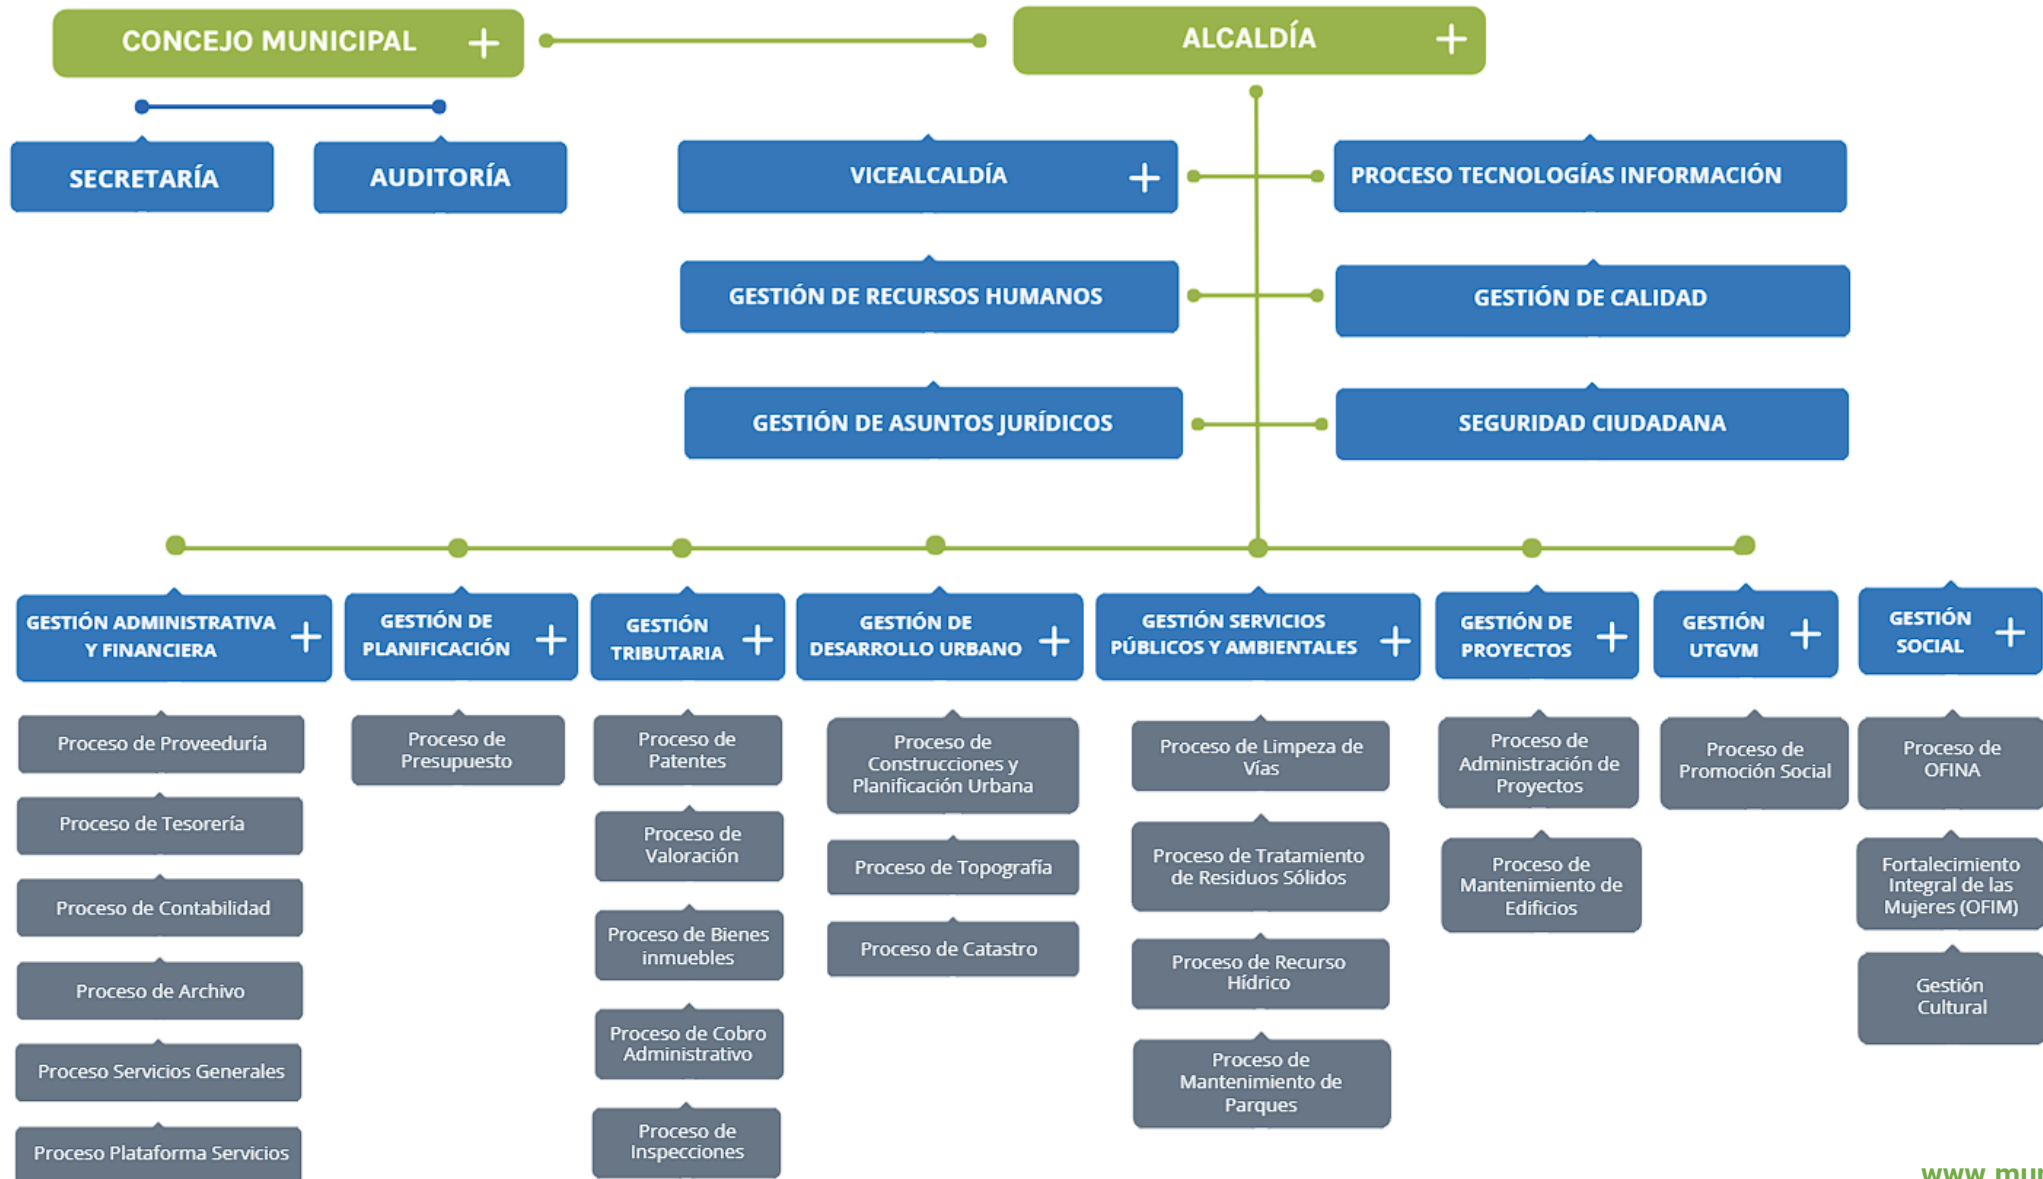 CONCEJO MUNICIPAL
ALCALDÍA
SECRETARÍA
AUDITORÍA
VICEALCALDÍA
PROCESO TECNOLOGÍAS INFORMACIÓN
GESTIÓN DE RECURSOS HUMANOS
GESTIÓN DE CALIDAD
GESTIÓN DE ASUNTOS JURÍDICOS
SEGURIDAD CIUDADANA
GESTIÓN ADMINISTRATIVA
Y FINANCIERA
Proceso de Proveeduría
Proceso de Tesorería
Proceso de Contabilidad
Proceso de Archivo
Proceso Servicios Generales
Proceso Plataforma Servicios
GESTIÓN DE
PLANIFICACIÓN
Proceso de
Presupuesto
GESTIÓN
TRIBUTARIA
Proceso de
Patentes
Proceso de
Valoración
Proceso de Bienes
inmuebles
Proceso de Cobro
Administrativo
Proceso de
Inspecciones
GESTIÓN DE
DESARROLLO URBANO
Proceso de
Construcciones y
Planificación Urbana
Proceso de Topografía
Proceso de Catastro
GESTIÓN SERVICIOS
PÚBLICOS Y AMBIENTALES
Proceso de Limpeza de
Vías
Proceso de Tratamiento
de Residuos Sólidos
Proceso de Recurso
Hídrico
Proceso de
Mantenimiento de
Parques
GESTIÓN DE
PROYECTOS
Proceso de
Administración de
Proyectos
Proceso de
Mantenimiento de
Edificios
GESTIÓN
UTGVM
Proceso de
Promoción Social
GESTIÓN
SOCIAL
Proceso de
OFINA
Fortalecimiento
Integral de las
Mujeres (OFIM)
Gestión
Cultural